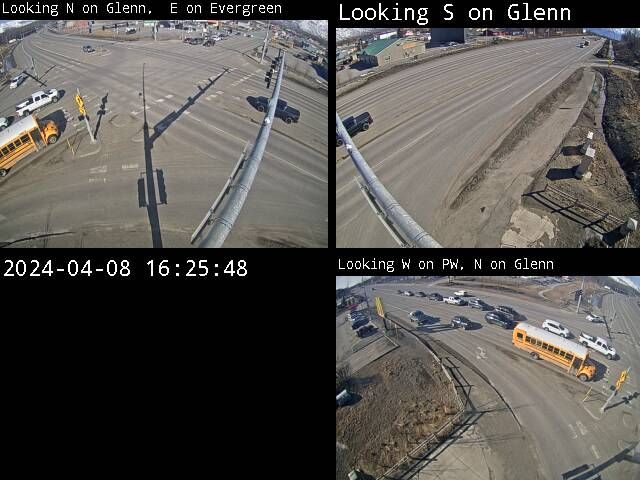 Looking N on Glenn, E on Evergreen
Looking S on Glenn
2024-04-08 16:25:48
Looking W on PW, N on Glenn